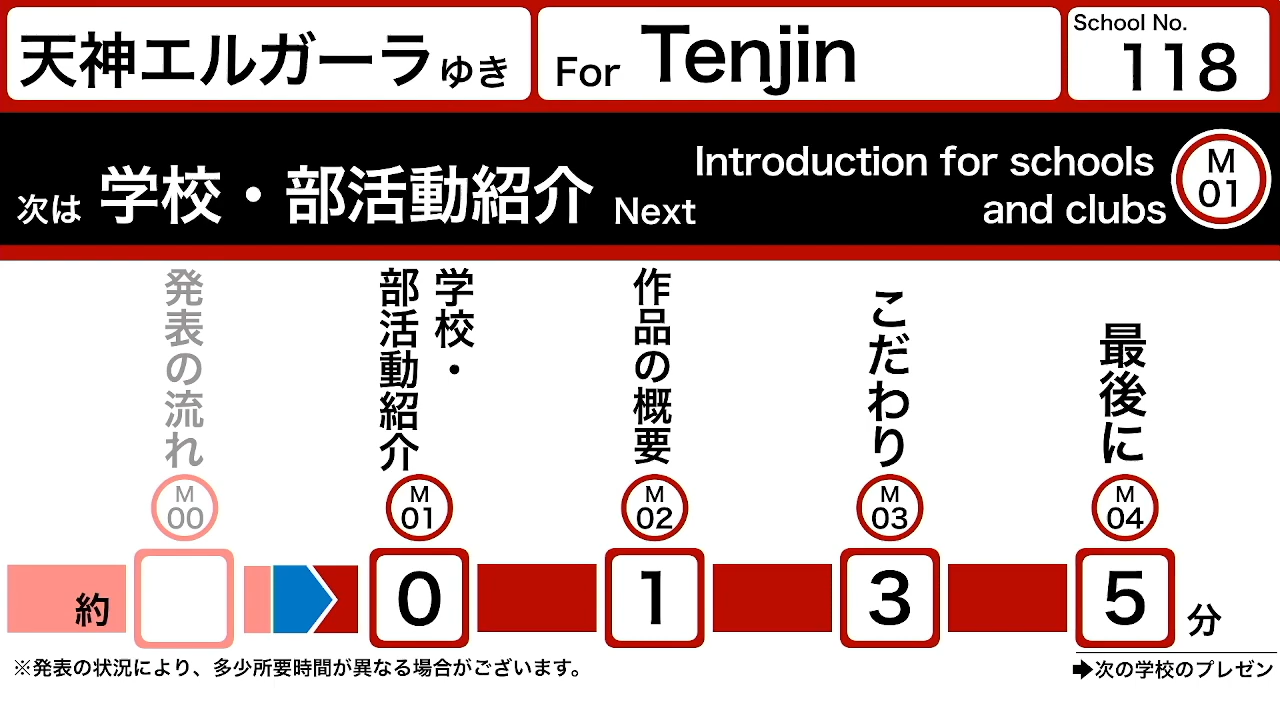 天神エルガーラゆき
For Tenjin
School No.
118
次は 学校・部活動紹介
Next
Introduction for schools
and clubs
M
01
発表の流れ
学校・
部活動紹介
作品の概要
こだわり
最後に
M
00
M
01
M
02
M
03
M
04
約
0
1
3
5
分
※発表の状況により、多少所要時間が異なる場合がございます。
➡次の学校のプレゼン